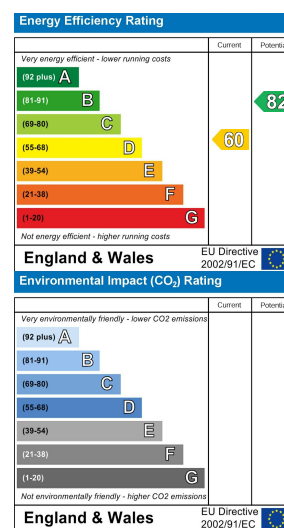 Energy Efficiency Rating
Current Potenti
Very energy efficient - lower running costs
(92 plus) A
(81-91) B
82
(69-80) C
(55-68) D
60
(39-54) E
(21-38) F
(1-20) G
Not energy efficient - higher running costs
England & Wales
EU Directive
2002/91/EC
Environmental Impact (CO₂) Rating
Current Potenti
Very environmentally friendly - lower CO2 emissions
(92 plus) A
(81-91) B
(69-80) C
(55-68) D
(39-54) E
(21-38) F
(1-20) G
Not environmentally friendly - higher CO2 emissions
England & Wales
EU Directive
2002/91/EC